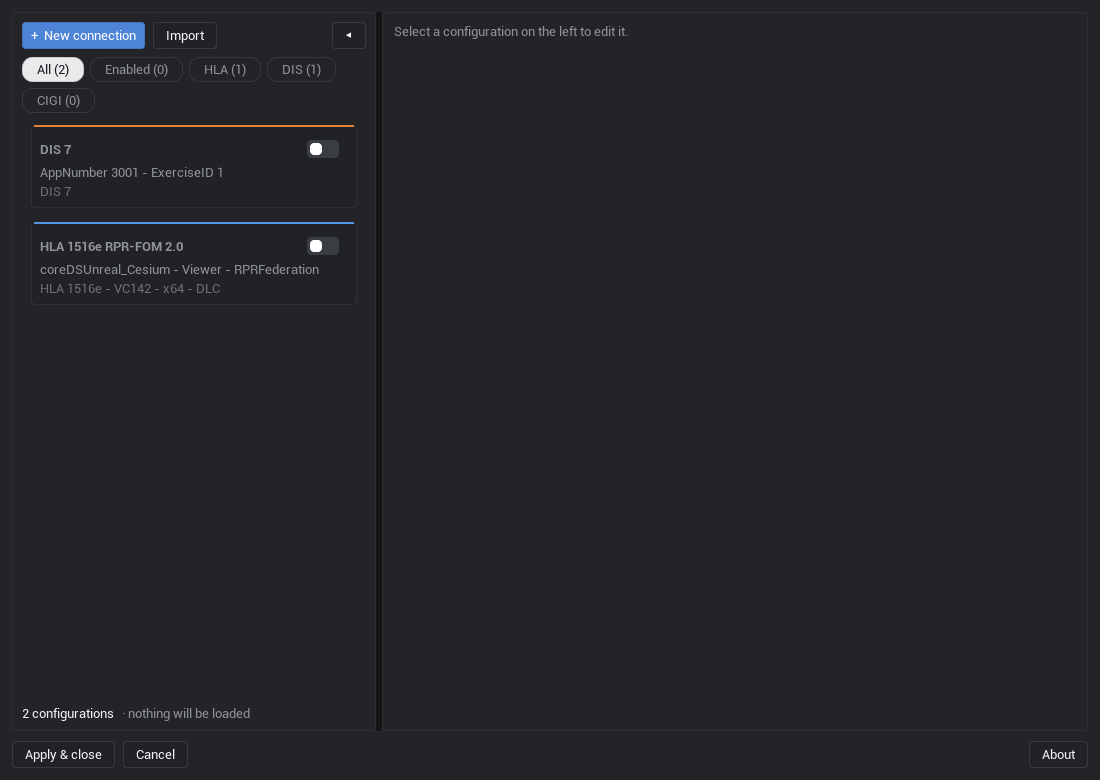 + New connection
Import
◂
All (2)
Enabled (0)
HLA (1)
DIS (1)
CIGI (0)
DIS 7
AppNumber 3001 - ExerciseID 1
DIS 7
HLA 1516e RPR-FOM 2.0
coreDSUnreal_Cesium - Viewer - RPRFederation
HLA 1516e - VC142 - x64 - DLC
2 configurations · nothing will be loaded
Select a configuration on the left to edit it.
Apply & close
Cancel
About